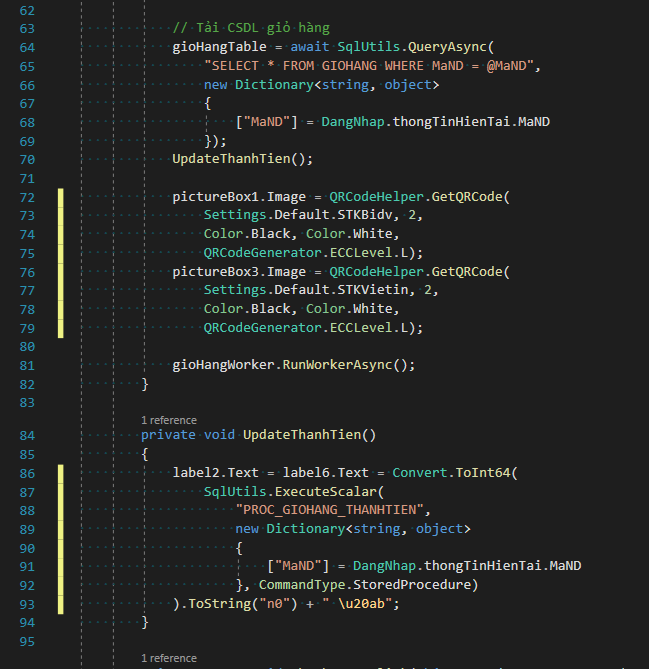 62
63 // Tải CSDL giỏ hàng
64 gioHangTable = await SqlUtils.QueryAsync(
65 "SELECT * FROM GIOHANG WHERE MaND = @MaND",
66 new Dictionary<string, object>
67 {
68 ["MaND"] = DangNhap.thongTinHienTai.MaND
69 });
70 UpdateThanhTien();
71
72 pictureBox1.Image = QRCodeHelper.GetQRCode(
73 Settings.Default.STKBidv, 2,
74 Color.Black, Color.White,
75 QRCodeGenerator.ECCLevel.L);
76 pictureBox3.Image = QRCodeHelper.GetQRCode(
77 Settings.Default.STKVietin, 2,
78 Color.Black, Color.White,
79 QRCodeGenerator.ECCLevel.L);
80
81 gioHangWorker.RunWorkerAsync();
82 }
83
1 reference
84 private void UpdateThanhTien()
85 {
86 label2.Text = label6.Text = Convert.ToInt64(
87 SqlUtils.ExecuteScalar(
88 "PROC_GIOHANG_THANHTIEN",
89 new Dictionary<string, object>
90 {
91 ["MaND"] = DangNhap.thongTinHienTai.MaND
92 }, CommandType.StoredProcedure)
93 ).ToString("n0") + " \u20ab";
94 }
95
1 reference